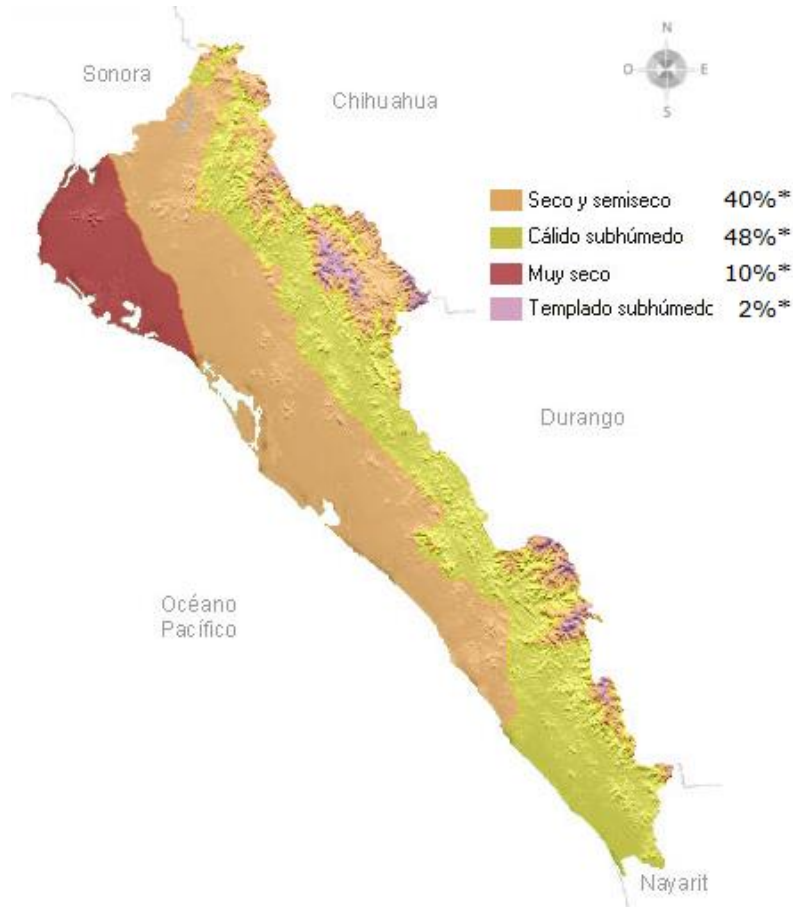 N
O E
S
Sonora
Chihuahua
Seco y semiseco 40%*
Cálido subhúmedo 48%*
Muy seco 10%*
Templado subhúmedc 2%*
Durango
Océano
Pacífico
Nayarit